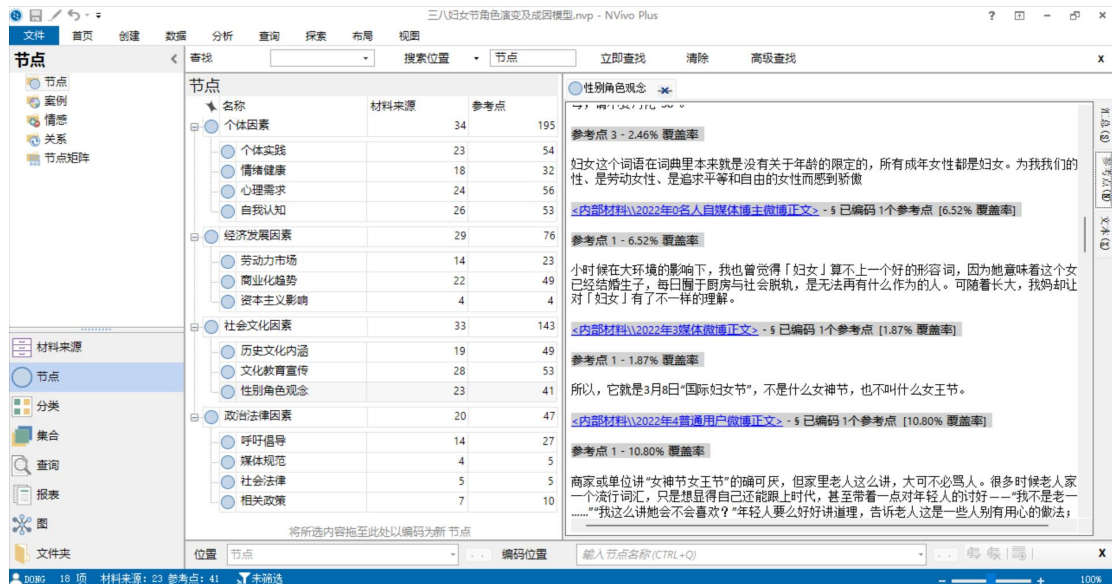 三八妇女节角色演变及成因模型.nvp - NVivo Plus
文件 首页 创建 数据 分析 查询 探索 布局 视图
节点
查找 搜索位置 节点 立即查找 清除 高级查找 x
节点
案例
情感
关系
节点矩阵
材料来源
节点
分类
集合
查询
报表
图
文件夹
节点
名称 材料来源 参考点
个体因素 34 195
个体实践 23 54
情绪健康 18 32
心理需求 24 56
自我认知 26 53
经济发展因素 29 76
劳动力市场 14 23
商业化趋势 22 49
资本主义影响 4 4
社会文化因素 33 143
历史文化内涵 19 49
文化教育宣传 28 53
性别角色观念 23 41
政治法律因素 20 47
呼吁倡导 14 27
媒体规范 4 5
社会法律 5 5
相关政策 7 10
将所选内容拖至此处以编码为新 节点
性别角色观念
参考点 3 - 2.46% 覆盖率
妇女这个词语在词典里本来就是没有关于年龄的限定的，所有成年女性都是妇女。为我我们的
性、是劳动女性、是追求平等和自由的女性而感到骄傲
<内部材料\\2022年0名人自媒体博主微博正文> - § 已编码 1个参考点 [6.52% 覆盖率]
参考点 1 - 6.52% 覆盖率
小时候在大环境的影响下，我也曾觉得「妇女」算不上一个好的形容词，因为她意味着这个女
已经结婚生子，每日囿于厨房与社会脱轨，是无法再有什么作为的人。可随着长大，我妈却让
对「妇女」有了不一样的理解。
<内部材料\\2022年3媒体微博正文> - § 已编码 1个参考点 [1.87% 覆盖率]
参考点 1 - 1.87% 覆盖率
所以，它就是3月8日“国际妇女节”，不是什么女神节，也不叫什么女王节。
<内部材料\\2022年4普通用户微博正文> - § 已编码 1个参考点 [10.80% 覆盖率]
参考点 1 - 10.80% 覆盖率
商家或单位讲“女神节女王节”的确可厌，但家里老人这么讲，大可不必骂人。很多时候老人家
一个流行词汇，只是想显得自己还能跟上时代，甚至带着一点对年轻人的讨好——“我不是老一
……”“我这么讲她会不会喜欢？”年轻人要么好好讲道理，告诉老人这是一些人别有用心的做法；
汇总(S)
参考点(R)
文本(T)
位置 节点 编码位置 输入节点名称(CTRL+Q) X
DONG 18 项 材料来源: 23 参考点: 41 未筛选 100%